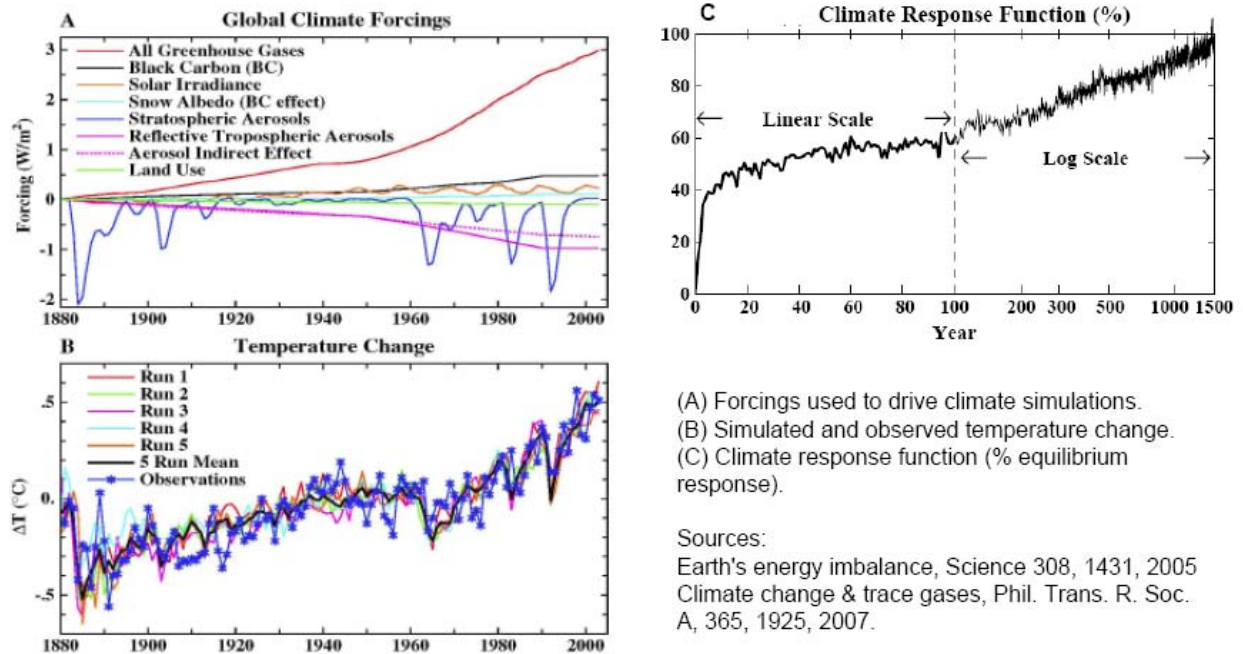 A
Global Climate Forcings
All Greenhouse Gases
Black Carbon (BC)
Solar Irradiance
Snow Albedo (BC effect)
Stratospheric Aerosols
Reflective Tropospheric Aerosols
Aerosol Indirect Effect
Land Use
Forcing (W/m²)
3
2
1
0
-1
-2
1880 1900 1920 1940 1960 1980 2000
B
Temperature Change
Run 1
Run 2
Run 3
Run 4
Run 5
5 Run Mean
Observations
ΔT (°C)
.5
0.
-.5
1880 1900 1920 1940 1960 1980 2000
C
Climate Response Function (%)
100
80
60
40
20
0
Linear Scale
Log Scale
0 20 40 60 80 100 200 300 500 1000 1500
Year
(A) Forcings used to drive climate simulations.
(B) Simulated and observed temperature change.
(C) Climate response function (% equilibrium
response).
Sources:
Earth's energy imbalance, Science 308, 1431, 2005
Climate change & trace gases, Phil. Trans. R. Soc.
A, 365, 1925, 2007.